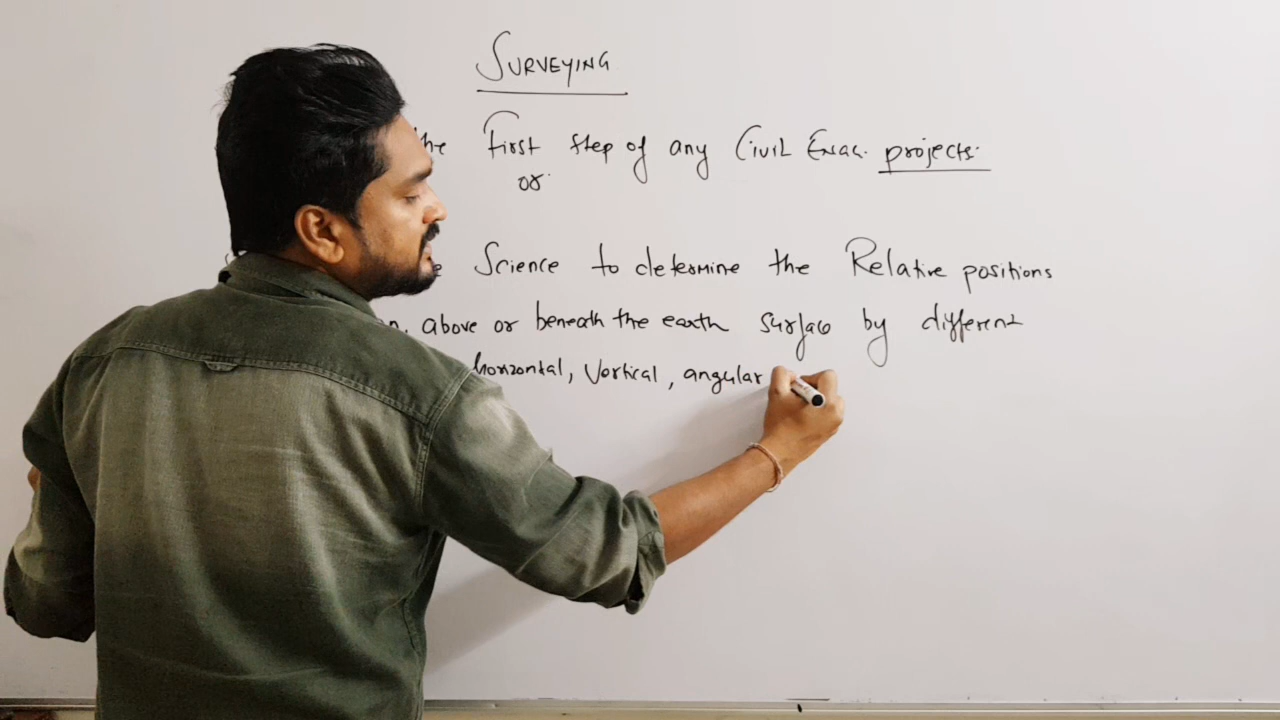 SURVEYING
the First step of any Civil Engg. projects.
or
Science to determine the Relative positions
above or beneath the earth surface by different
horizontal, Vertical, angular